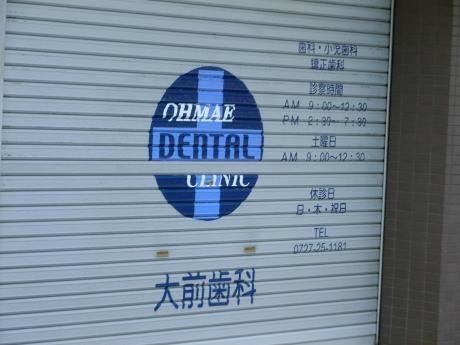 OHMAE
DENTAL
CLINIC
大前歯科
歯科・小児歯科
矯正歯科
診察時間
AM 9:00~12:30
PM 2:30~7:30
土曜日
AM 9:00~12:30
休診日
日・木・祝日
TEL
0727-25-1181